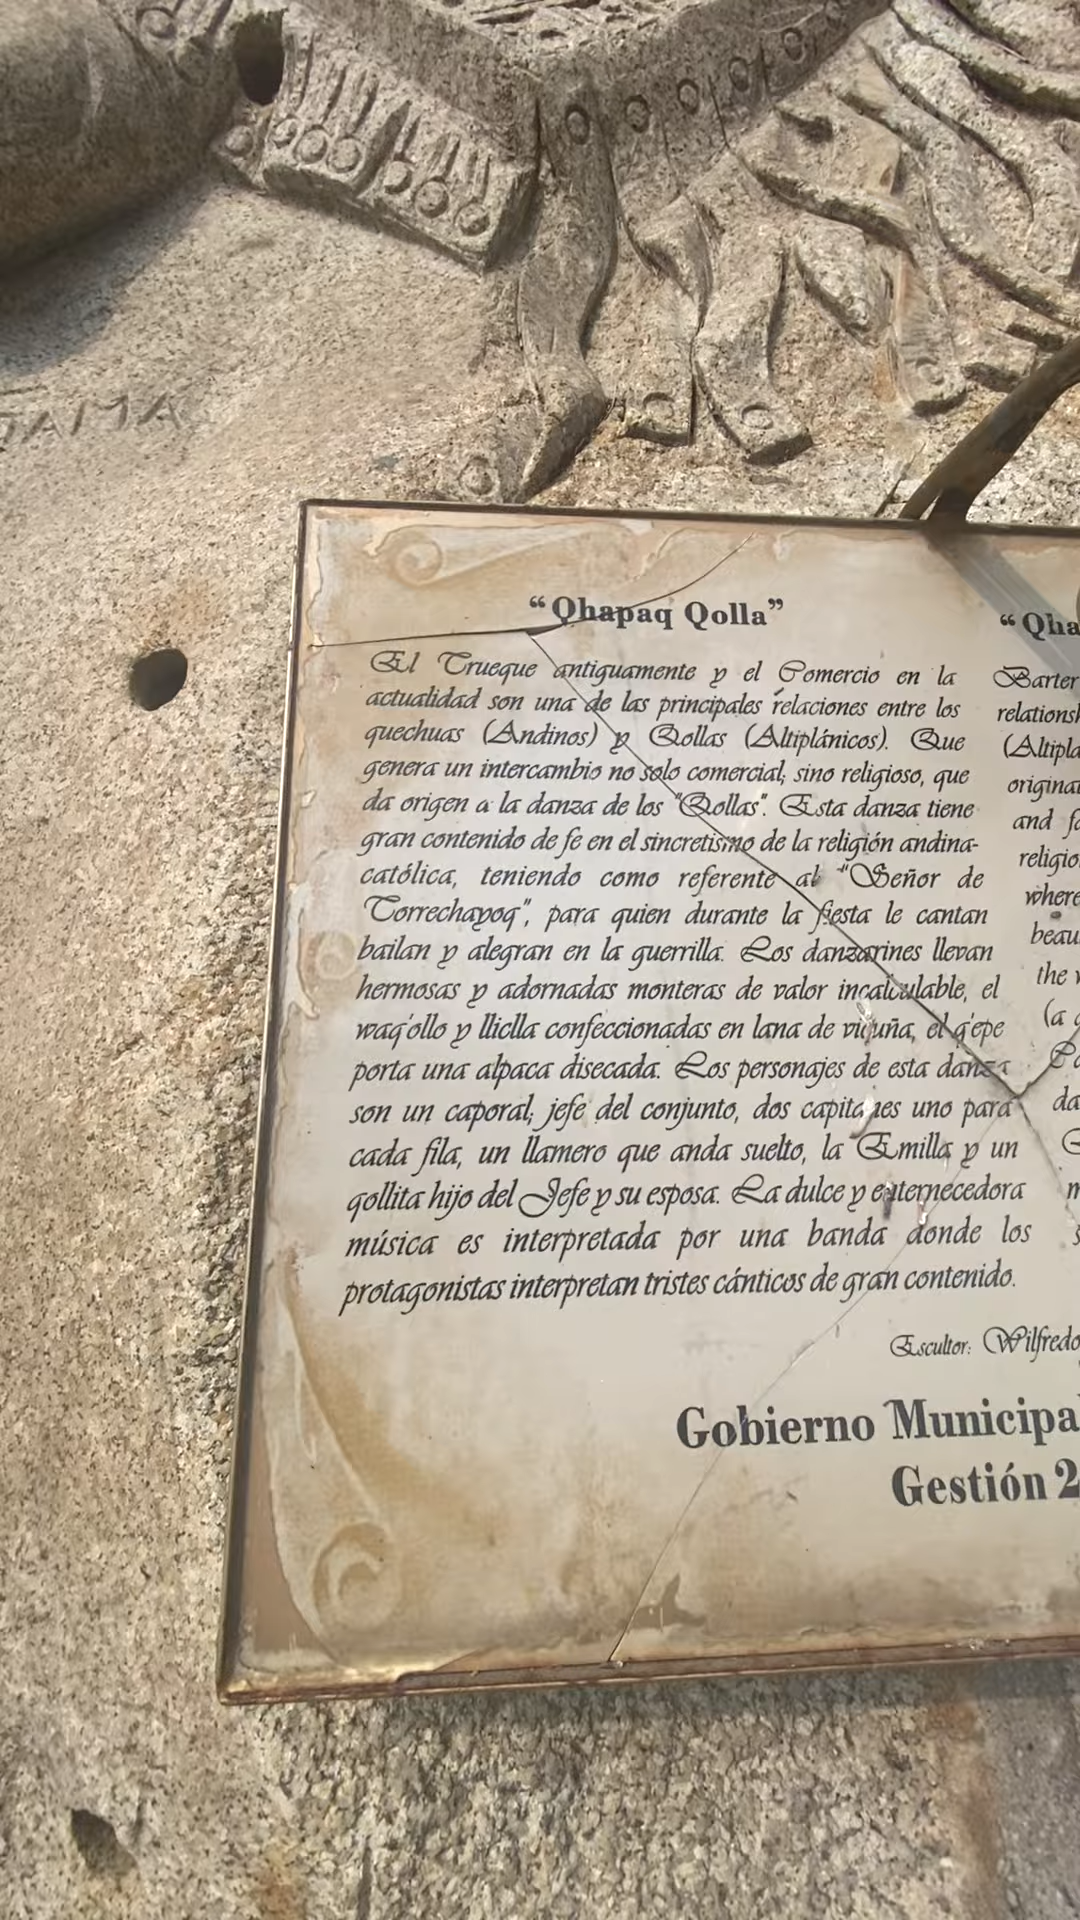 "Qhapaq Qolla"
El Trueque antiguamente y el Comercio en la
actualidad son una de las principales relaciones entre los
quechuas (Andinos) y Qollas (Altiplánicos). Que
genera un intercambio no solo comercial; sino religioso, que
da origen a la danza de los "Qollas". Esta danza tiene
gran contenido de fe en el sincretismo de la religión andina-
católica, teniendo como referente al "Señor de
Torrechayoq", para quien durante la fiesta le cantan
bailan y alegran en la guerrilla. Los danzarines llevan
hermosas y adornadas monteras de valor incalculable, el
waq'ollo y lliclla confeccionadas en lana de vicuña, el q'epe
porta una alpaca disecada. Los personajes de esta danza
son un caporal; jefe del conjunto, dos capitanes uno para
cada fila, un llamero que anda suelto, la Emilla y un
qollita hijo del Jefe y su esposa. La dulce y enternecedora
música es interpretada por una banda donde los
protagonistas interpretan tristes cánticos de gran contenido.
"Qha
Barter
relationsh
(Altipla
origina
and fa
religio
where
beau
the w
(a
da
Escultor: Wilfredo
Gobierno Municipa
Gestión 2